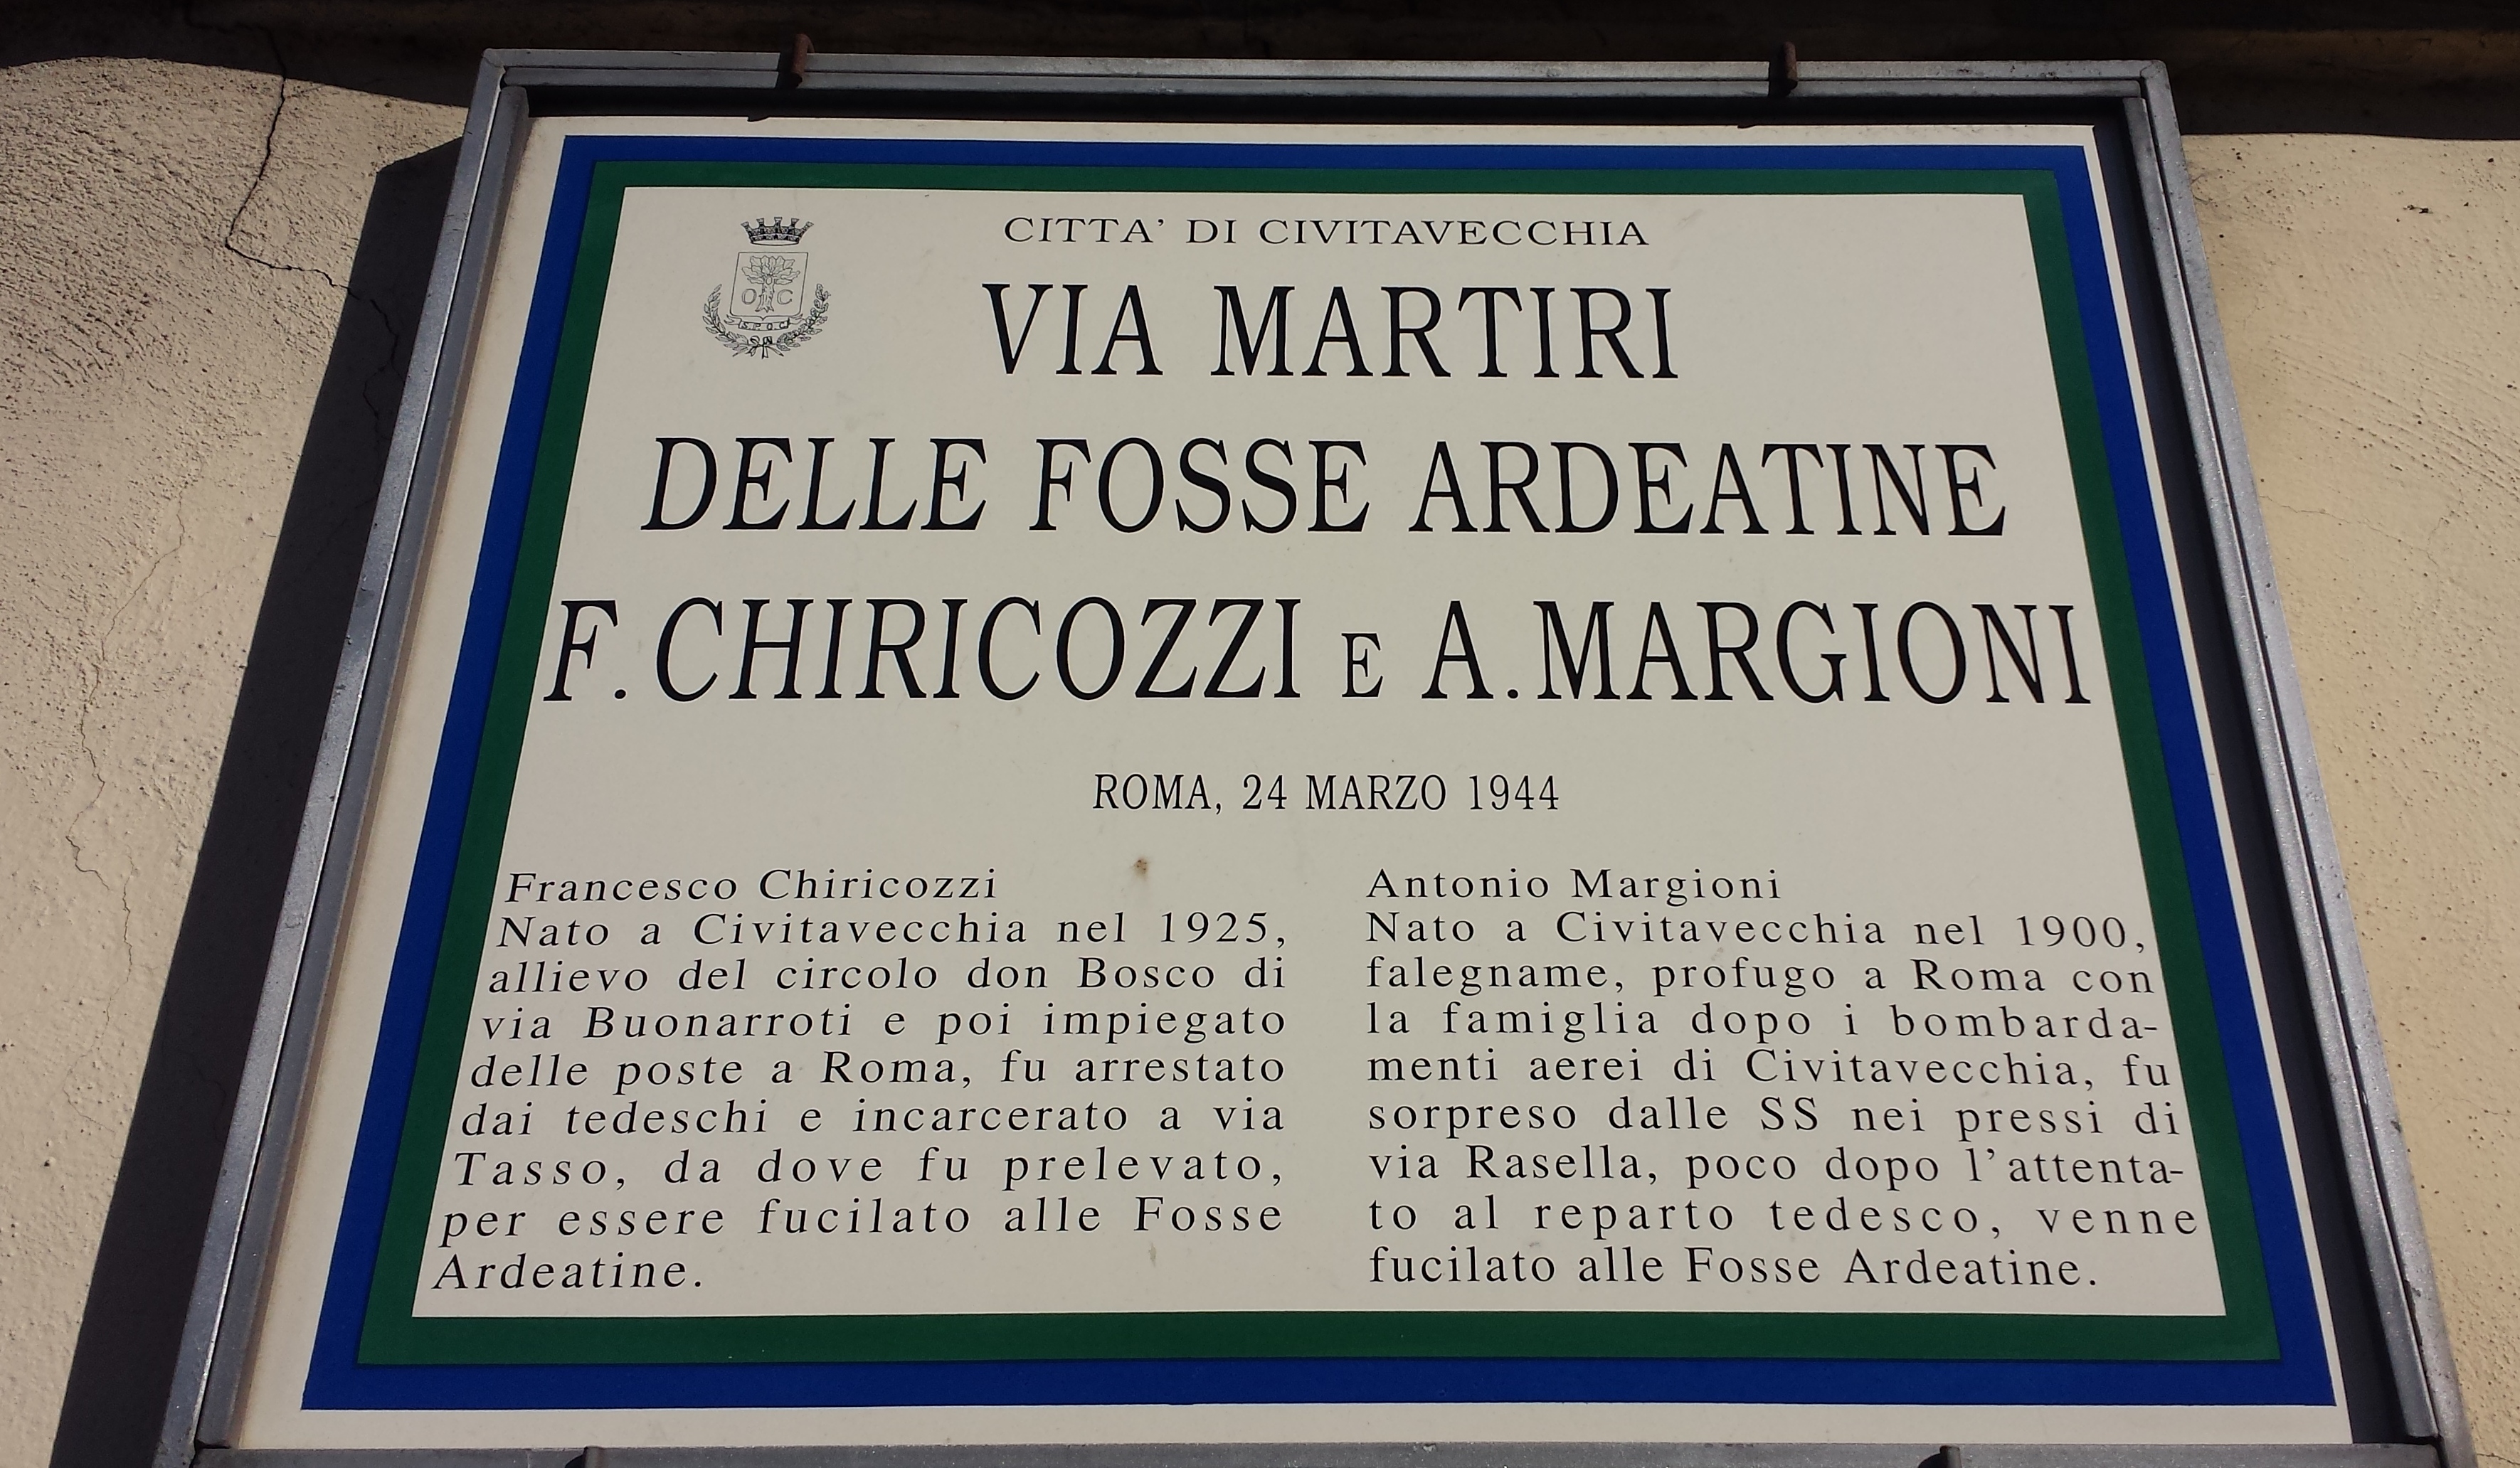 CITTA' DI CIVITAVECCHIA
O C
S.P.Q.C.
VIA MARTIRI
DELLE FOSSE ARDEATINE
F. CHIRICOZZI E A. MARGIONI
ROMA, 24 MARZO 1944
Francesco Chiricozzi
Nato a Civitavecchia nel 1925,
allievo del circolo don Bosco di
via Buonarroti e poi impiegato
delle poste a Roma, fu arrestato
dai tedeschi e incarcerato a via
Tasso, da dove fu prelevato,
per essere fucilato alle Fosse
Ardeatine.
Antonio Margioni
Nato a Civitavecchia nel 1900,
falegname, profugo a Roma con
la famiglia dopo i bombarda-
menti aerei di Civitavecchia, fu
sorpreso dalle SS nei pressi di
via Rasella, poco dopo l'attenta-
to al reparto tedesco, venne
fucilato alle Fosse Ardeatine.